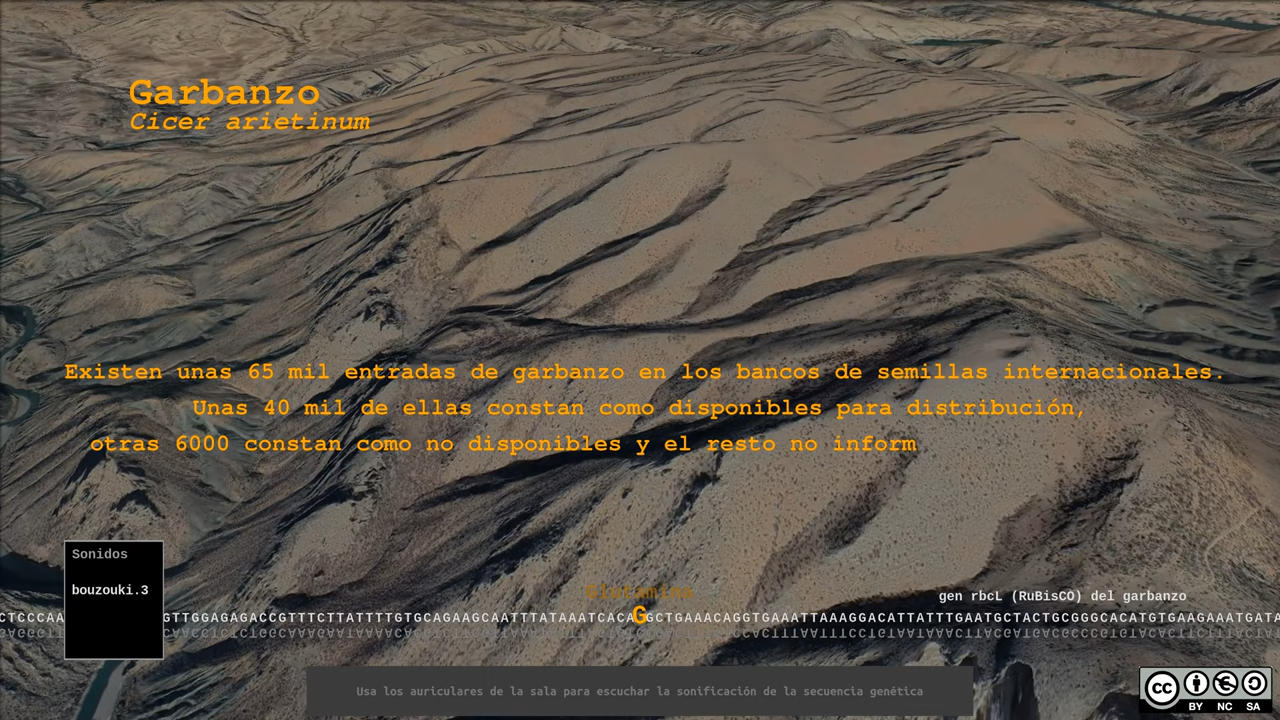 Garbanzo
Cicer arietinum
Existen unas 65 mil entradas de garbanzo en los bancos de semillas internacionales.
Unas 40 mil de ellas constan como disponibles para distribución,
otras 6000 constan como no disponibles y el resto no inform
Sonidos
bouzouki.3
Glutamina
gen rbcL (RuBisCO) del garbanzo
CTCCCAA GTTGGAGAGACCGTTTCTTATTTTGTGCAGAAGCAATTTATAAATCACAGGCTGAAACAGGTGAAATTAAAGGACATTATTTGAATGCTACTGCGGGCACATGTGAAGAAATGATA
Usa los auriculares de la sala para escuchar la sonificación de la secuencia genética
cc
BY NC SA